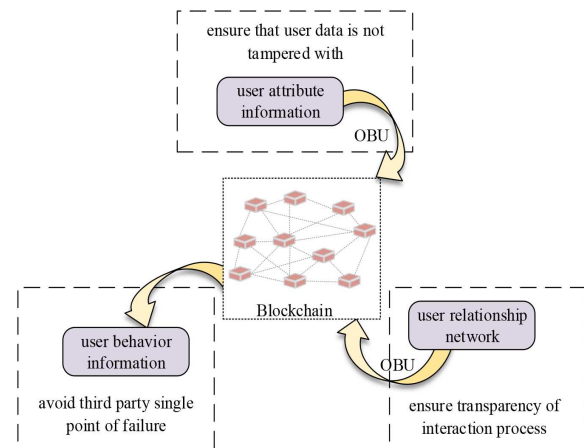 ensure that user data is not
tampered with
user attribute
information
OBU
Blockchain
user behavior
information
avoid third party single
point of failure
user relationship
network
OBU
ensure transparency of
interaction process